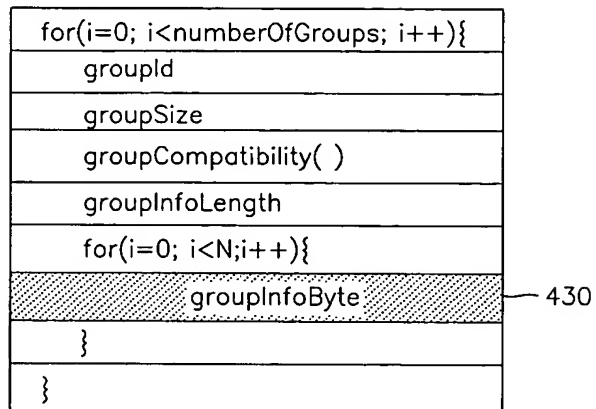 for(i=0; i<numberOfGroups; i++){
groupId
groupSize
groupCompatibility( )
groupInfoLength
for(i=0; i<N;i++){
groupInfoByte
430
}
}